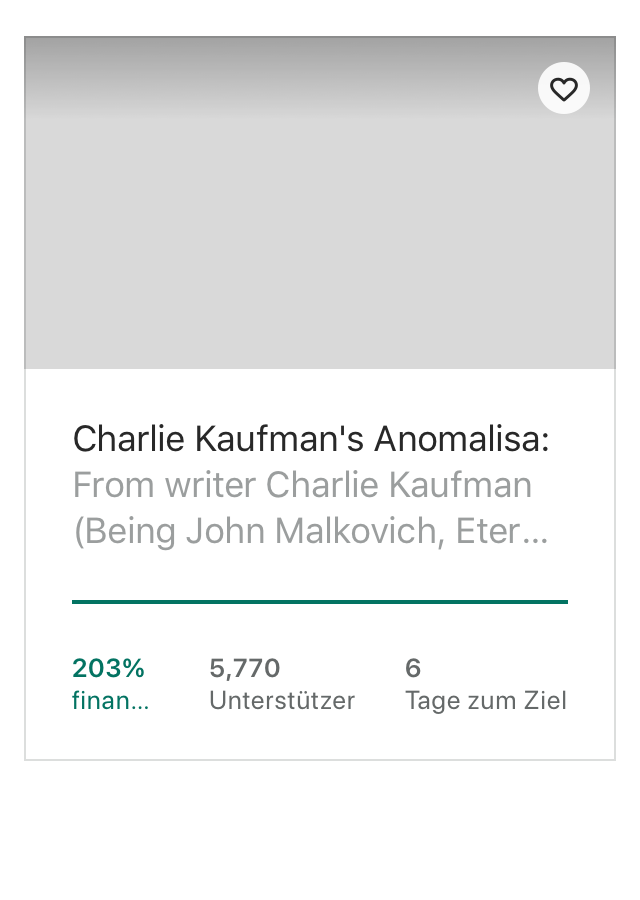 Charlie Kaufman's Anomalisa:
From writer Charlie Kaufman
(Being John Malkovich, Eter…
203%
finan…
5,770
Unterstützer
6
Tage zum Ziel